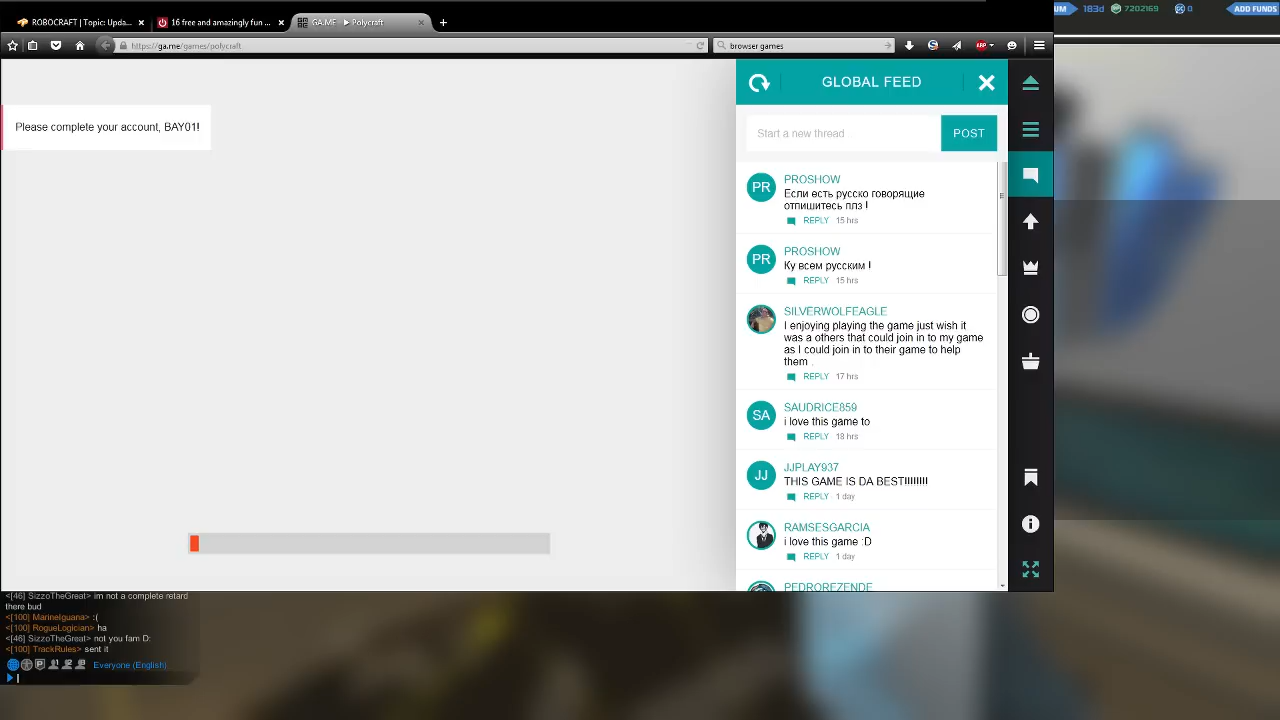 ROBOCRAFT | Topic: Upda...
16 free and amazingly fun ...
GA.ME ▶ Polycraft
UM
183d
7202169
0
ADD FUNDS
https://ga.me/games/polycraft
browser games
ABP
Please complete your account, BAY01!
GLOBAL FEED
Start a new thread
POST
PR
PROSHOW
Если есть русско говорящие
отпишитесь плз !
REPLY 15 hrs
PR
PROSHOW
Ку всем русским !
REPLY 15 hrs
SILVERWOLFEAGLE
I enjoying playing the game just wish it
was a others that could join in to my game
as I could join in to their game to help
them .
REPLY 17 hrs
SA
SAUDRICE859
i love this game to
REPLY 18 hrs
JJ
JJPLAY937
THIS GAME IS DA BEST!!!!!!!!
REPLY 1 day
RAMSESGARCIA
i love this game :D
REPLY 1 day
PEDROREZENDE
<[46] SizzoTheGreat> im not a complete retard
there bud
<[100] MarineIguana> :(
<[100] RogueLogician> ha
<[46] SizzoTheGreat> not you fam D:
<[100] TrackRules> sent it
Everyone (English)